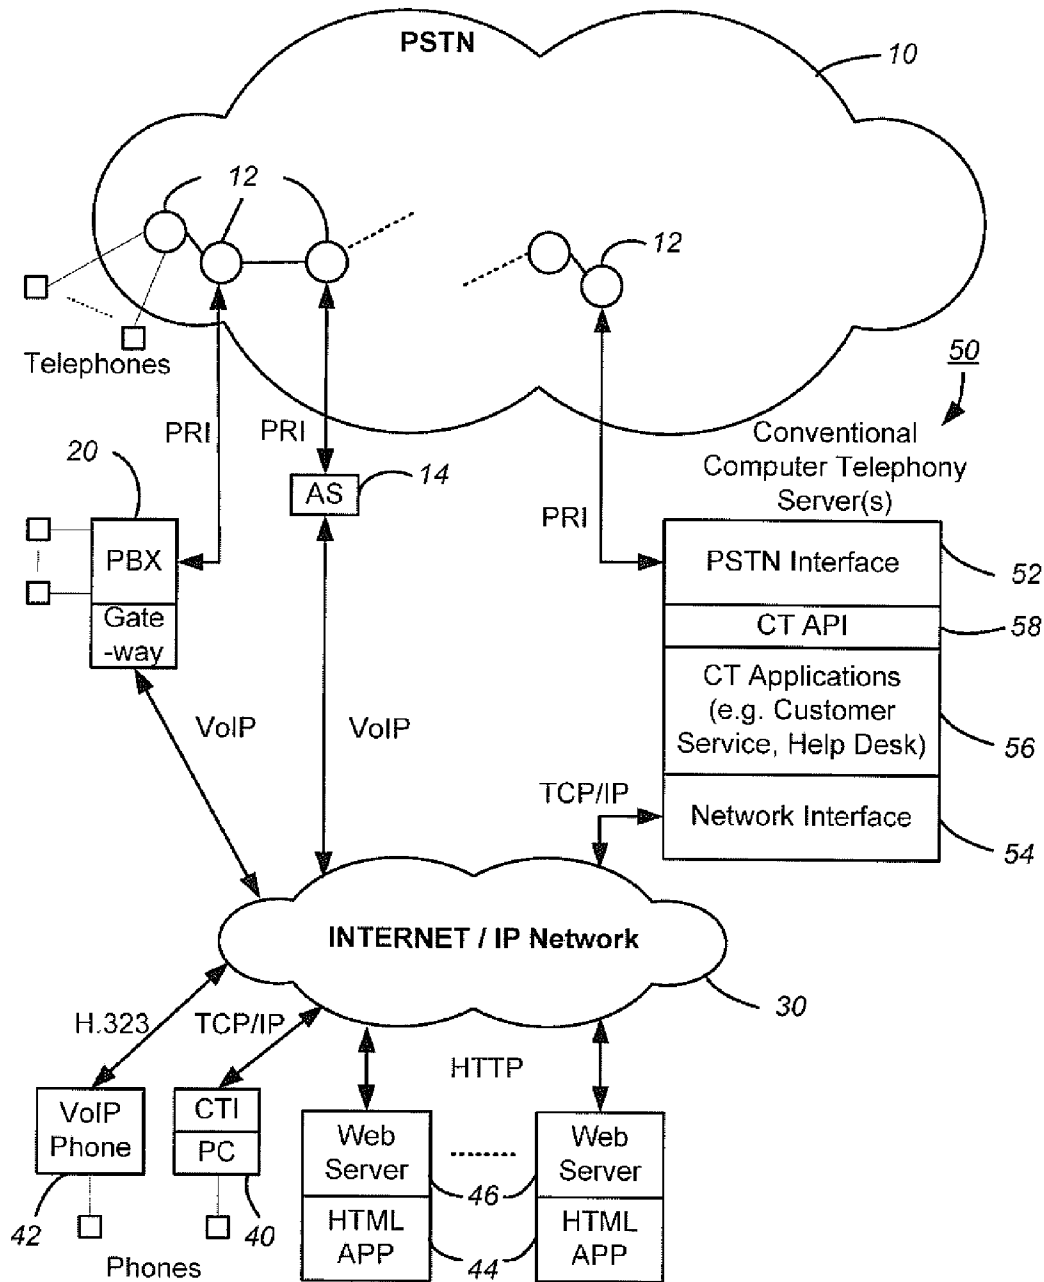 PSTN
10
12
12
Telephones
50
PRI
PRI
Conventional
Computer Telephony
Server(s)
20
14
AS
PRI
PBX
PSTN Interface
52
Gate
-way
CT API
58
CT Applications
(e.g. Customer
Service, Help Desk)
56
VoIP
VoIP
TCP/IP
Network Interface
54
INTERNET / IP Network
30
H.323
TCP/IP
HTTP
VoIP
Phone
CTI
PC
Web
Server
Web
Server
46
42
40
HTML
APP
HTML
APP
44
Phones